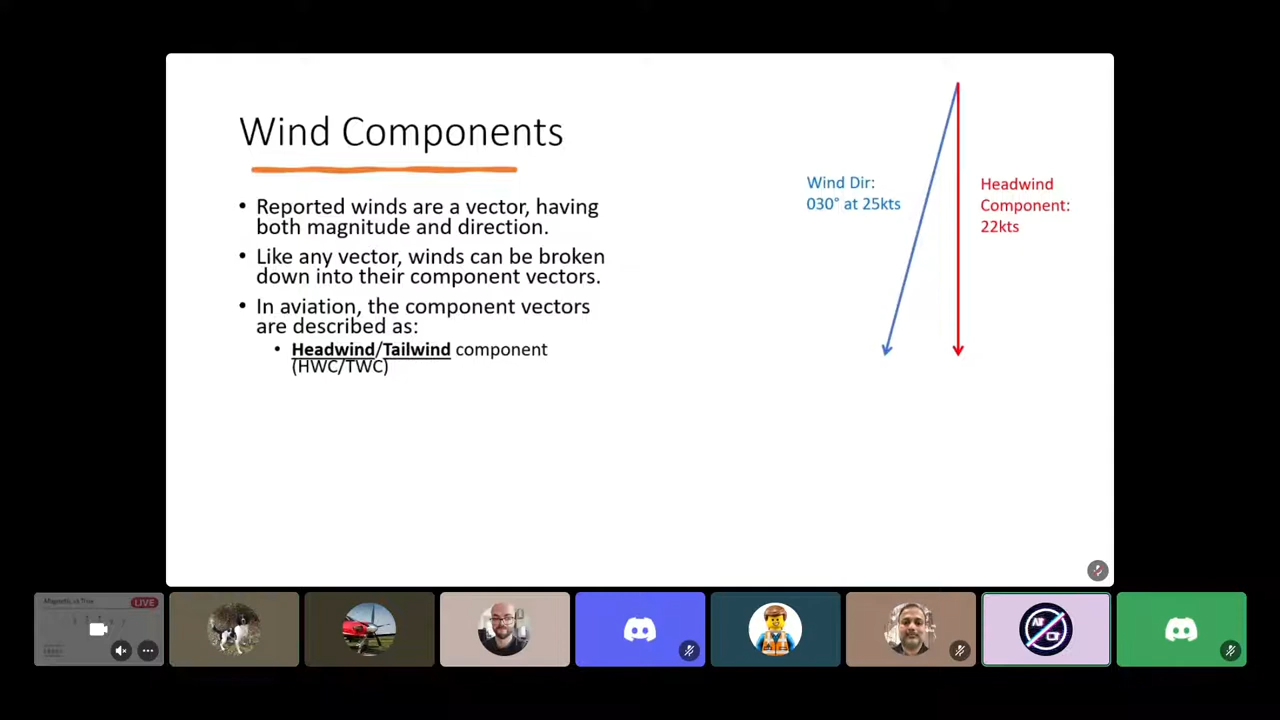 Wind Components
• Reported winds are a vector, having
both magnitude and direction.
• Like any vector, winds can be broken
down into their component vectors.
• In aviation, the component vectors
are described as:
• Headwind/Tailwind component
(HWC/TWC)
Wind Dir:
030° at 25kts
Headwind
Component:
22kts
LIVE